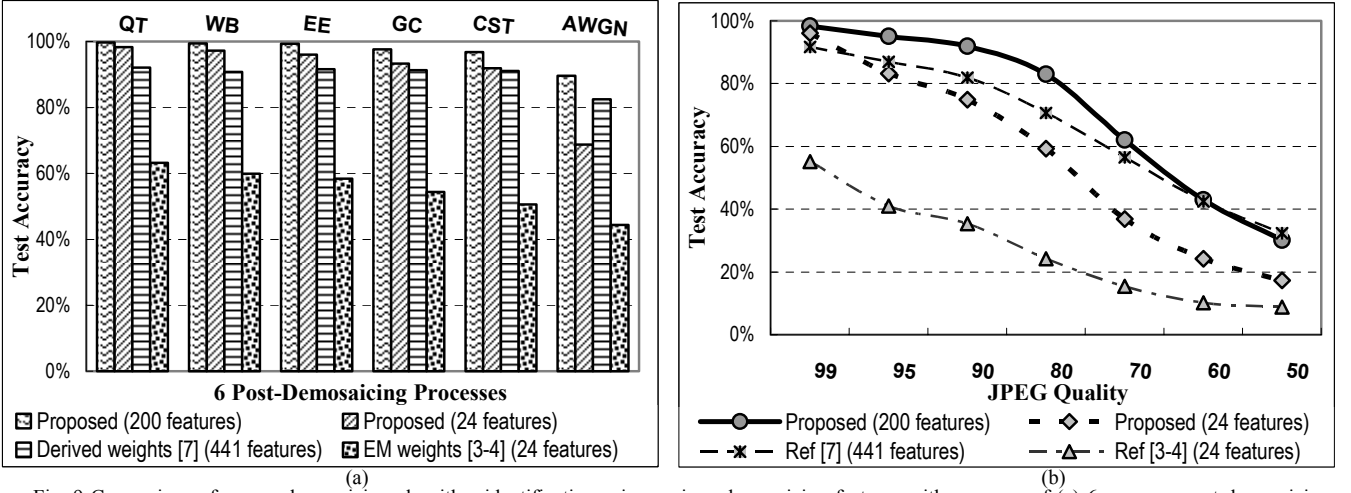 QT WB EE GC CST AWGN
100%
80%
60%
40%
20%
0%
Test Accuracy
6 Post-Demosaicing Processes
Proposed (200 features) Proposed (24 features)
Derived weights [7] (441 features) EM weights [3-4] (24 features)
(a)
100%
80%
60%
40%
20%
0%
Test Accuracy
99 95 90 80 70 60 50
JPEG Quality
Proposed (200 features) Proposed (24 features)
Ref [7] (441 features) Ref [3-4] (24 features)
(b)